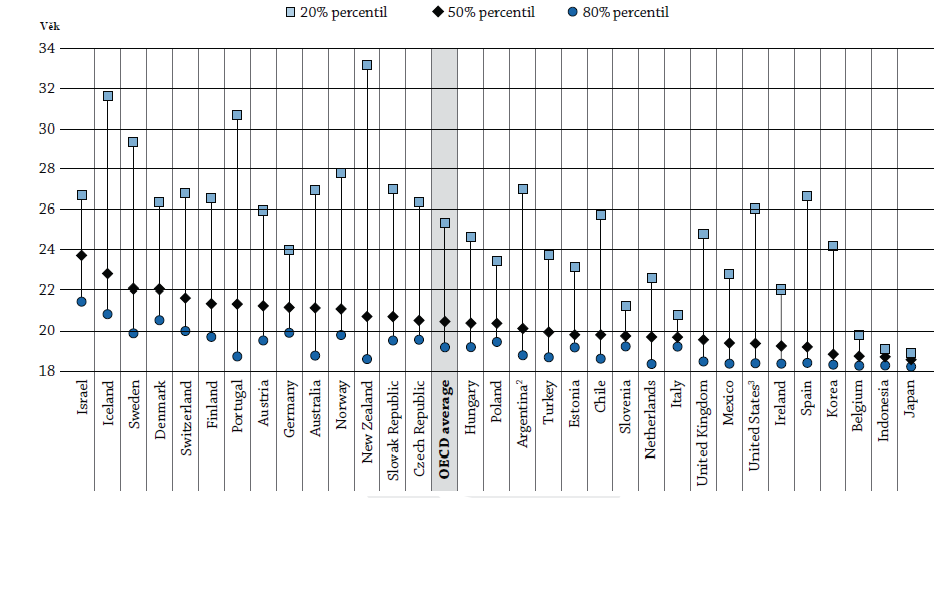 20% percentil 50% percentil 80% percentil
Věk
34
32
30
28
26
24
22
20
18
Israel
Iceland
Sweden
Denmark
Switzerland
Finland
Portugal
Austria
Germany
Australia
Norway
New Zealand
Slovak Republic
Czech Republic
OECD average
Hungary
Poland
Argentina²
Turkey
Estonia
Chile
Slovenia
Netherlands
Italy
United Kingdom
Mexico
United States³
Ireland
Spain
Korea
Belgium
Indonesia
Japan